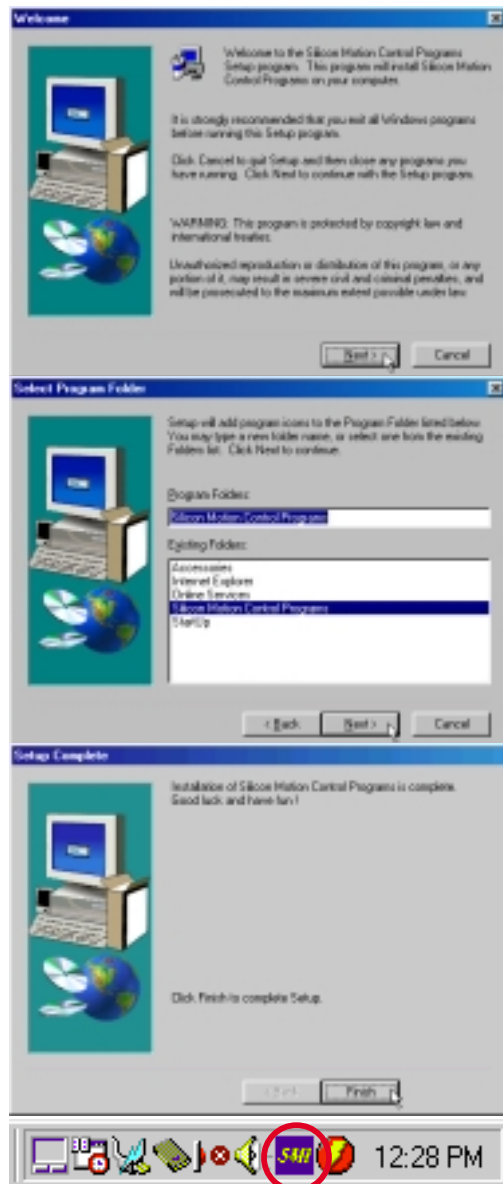 Welcome
Welcome to the Silicon Motion Control Programs
Setup program. This program will install Silicon Motion
Control Programs on your computer.
It is strongly recommended that you exit all Windows programs
before running this Setup program.
Click Cancel to quit Setup and then close any programs you
have running. Click Next to continue with the Setup program.
WARNING: This program is protected by copyright law and
international treaties.
Unauthorized reproduction or distribution of this program, or any
portion of it, may result in severe civil and criminal penalties, and
will be prosecuted to the maximum extent possible under law.
Next >
Cancel
Select Program Folder
Setup will add program icons to the Program Folder listed below.
You may type a new folder name, or select one from the existing
Folders list. Click Next to continue.
Program Folders:
Silicon Motion Control Programs
Existing Folders:
Accessories
Internet Explorer
Online Services
Silicon Motion Control Programs
StartUp
< Back
Next >
Cancel
Setup Complete
Installation of Silicon Motion Control Programs is complete.
Good luck and have fun !
Click Finish to complete Setup.
< Back
Finish
SMI
12:28 PM